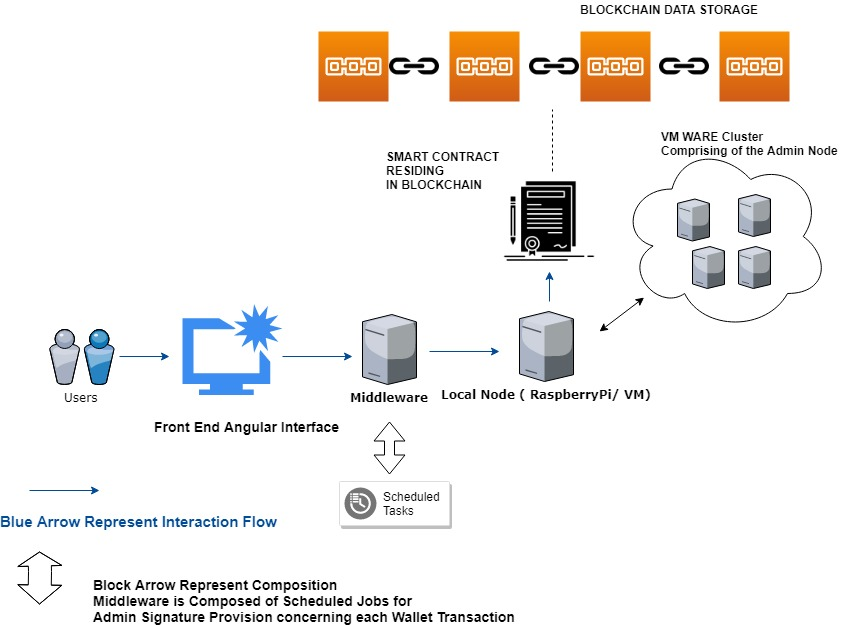 BLOCKCHAIN DATA STORAGE
VM WARE Cluster
Comprising of the Admin Node
SMART CONTRACT
RESIDING
IN BLOCKCHAIN
Users
Middleware
Local Node ( RaspberryPi/ VM)
Front End Angular Interface
Scheduled
Tasks
Blue Arrow Represent Interaction Flow
Block Arrow Represent Composition
Middleware is Composed of Scheduled Jobs for
Admin Signature Provision concerning each Wallet Transaction